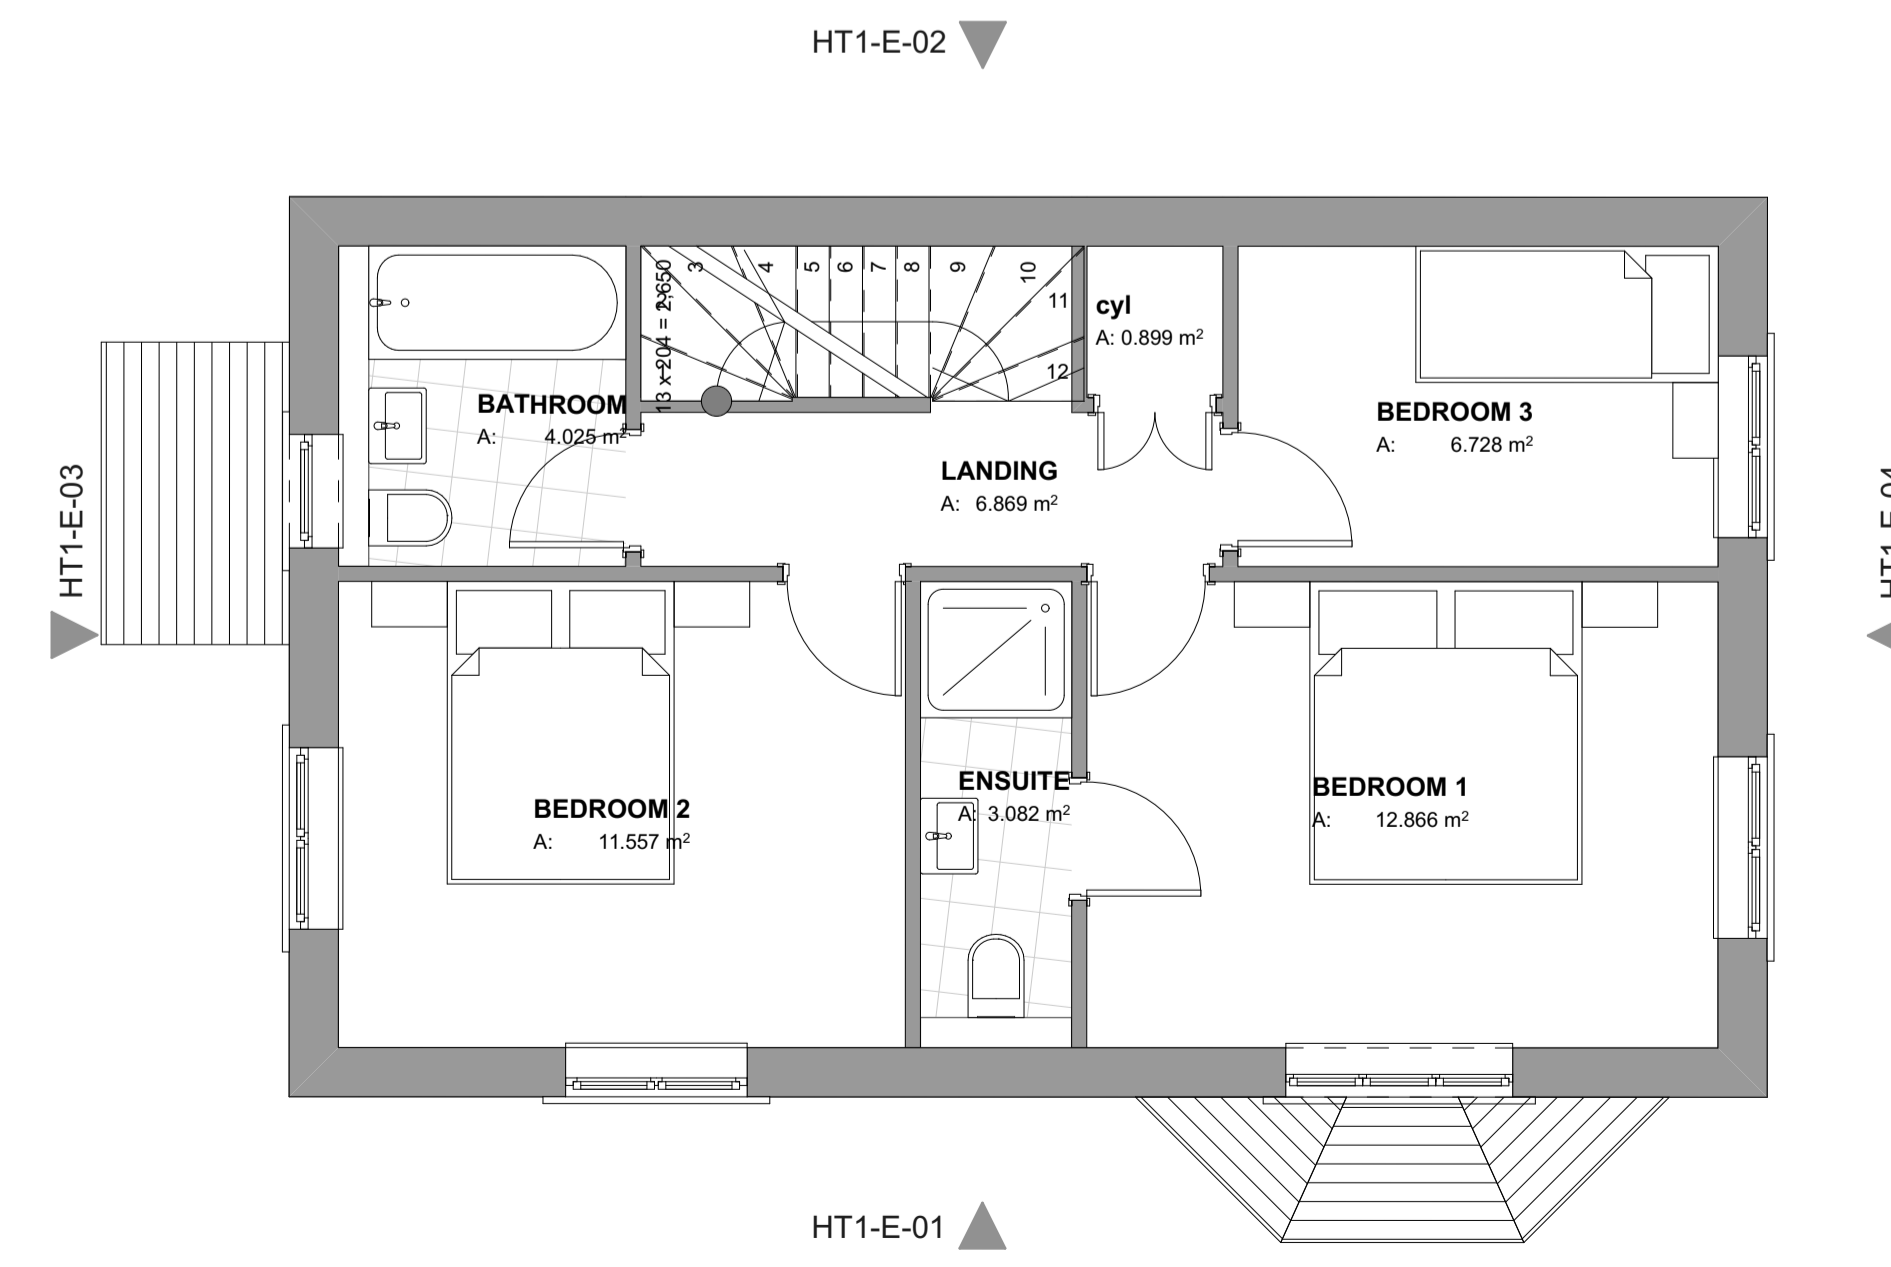 HT1-E-02
13 x 204 = 2,650
3
4
5
6
7
8
9
10
11
12
cyl
A: 0.899 m²
BATHROOM
A: 4.025 m²
BEDROOM 3
A: 6.728 m²
LANDING
A: 6.869 m²
HT1-E-03
HT1-E-04
ENSUITE
A: 3.082 m²
BEDROOM 1
A: 12.866 m²
BEDROOM 2
A: 11.557 m²
HT1-E-01